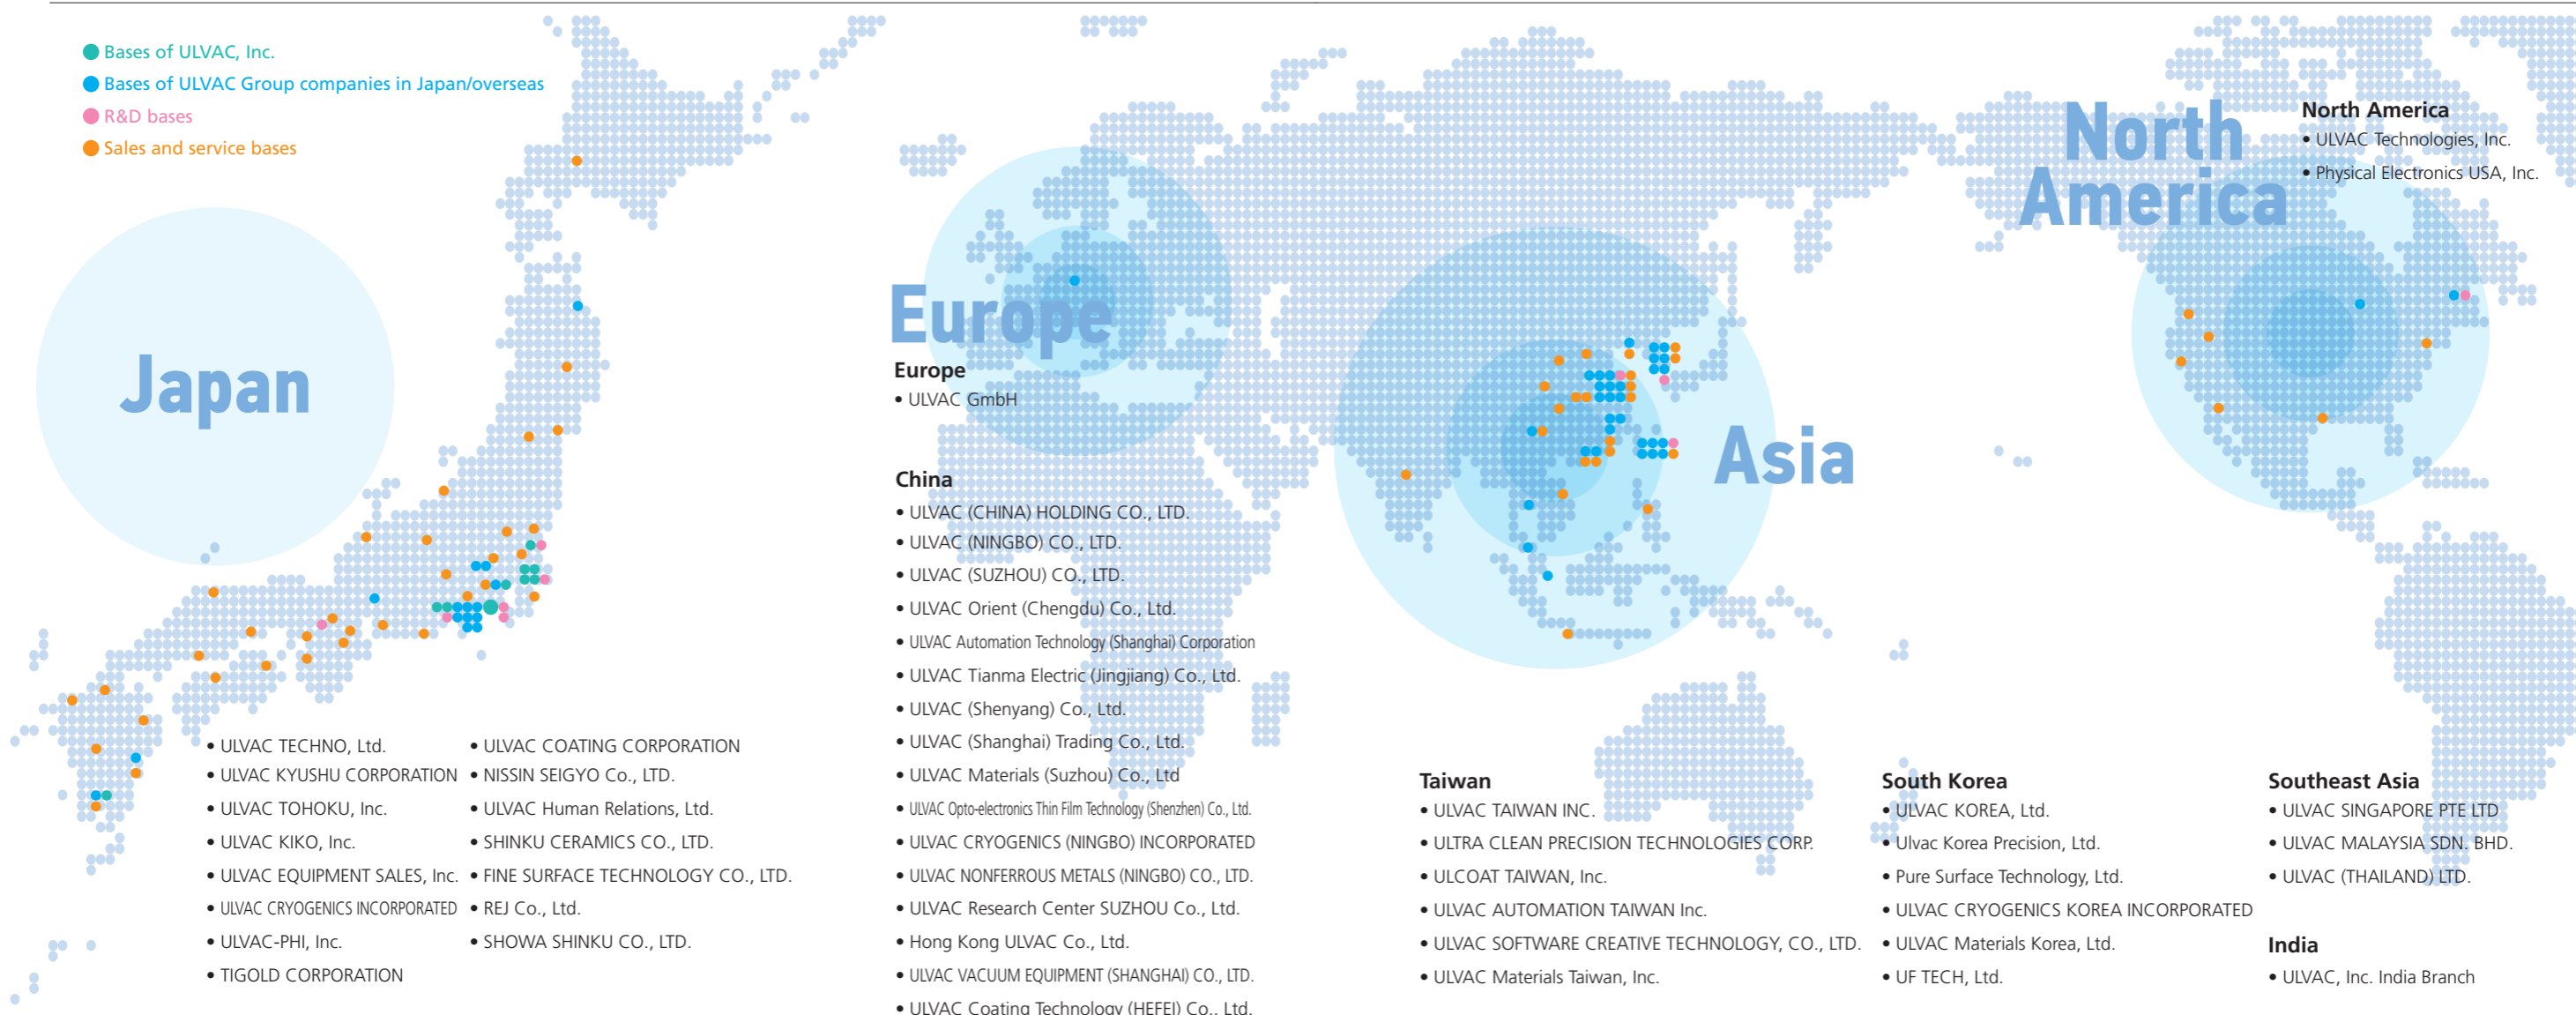 Bases of ULVAC, Inc.
Bases of ULVAC Group companies in Japan/overseas
R&D bases
Sales and service bases
Japan
• ULVAC TECHNO, Ltd.
• ULVAC KYUSHU CORPORATION
• ULVAC TOHOKU, Inc.
• ULVAC KIKO, Inc.
• ULVAC EQUIPMENT SALES, Inc.
• ULVAC CRYOGENICS INCORPORATED
• ULVAC-PHI, Inc.
• TIGOLD CORPORATION
• ULVAC COATING CORPORATION
• NISSIN SEIGYO Co., LTD.
• ULVAC Human Relations, Ltd.
• SHINKU CERAMICS CO., LTD.
• FINE SURFACE TECHNOLOGY CO., LTD.
• REJ Co., Ltd.
• SHOWA SHINKU CO., LTD.
Europe
Europe
• ULVAC GmbH
China
• ULVAC (CHINA) HOLDING CO., LTD.
• ULVAC (NINGBO) CO., LTD.
• ULVAC (SUZHOU) CO., LTD.
• ULVAC Orient (Chengdu) Co., Ltd.
• ULVAC Automation Technology (Shanghai) Corporation
• ULVAC Tianma Electric (Jingjiang) Co., Ltd.
• ULVAC (Shenyang) Co., Ltd.
• ULVAC (Shanghai) Trading Co., Ltd.
• ULVAC Materials (Suzhou) Co., Ltd
• ULVAC Opto-electronics Thin Film Technology (Shenzhen) Co., Ltd.
• ULVAC CRYOGENICS (NINGBO) INCORPORATED
• ULVAC NONFERROUS METALS (NINGBO) CO., LTD.
• ULVAC Research Center SUZHOU Co., Ltd.
• Hong Kong ULVAC Co., Ltd.
• ULVAC VACUUM EQUIPMENT (SHANGHAI) CO., LTD.
• ULVAC Coating Technology (HEFEI) Co., Ltd.
Asia
Taiwan
• ULVAC TAIWAN INC.
• ULTRA CLEAN PRECISION TECHNOLOGIES CORP.
• ULCOAT TAIWAN, Inc.
• ULVAC AUTOMATION TAIWAN Inc.
• ULVAC SOFTWARE CREATIVE TECHNOLOGY, CO., LTD.
• ULVAC Materials Taiwan, Inc.
South Korea
• ULVAC KOREA, Ltd.
• Ulvac Korea Precision, Ltd.
• Pure Surface Technology, Ltd.
• ULVAC CRYOGENICS KOREA INCORPORATED
• ULVAC Materials Korea, Ltd.
• UF TECH, Ltd.
North
America
North America
• ULVAC Technologies, Inc.
• Physical Electronics USA, Inc.
Southeast Asia
• ULVAC SINGAPORE PTE LTD
• ULVAC MALAYSIA SDN. BHD.
• ULVAC (THAILAND) LTD.
India
• ULVAC, Inc. India Branch